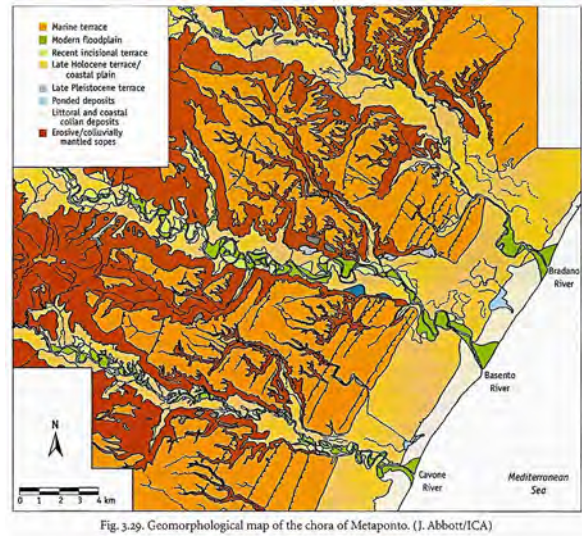 Marine terrace
Modern floodplain
Recent incisional terrace
Late Holocene terrace/
coastal plain
Late Pleistocene terrace
Ponded deposits
Littoral and coastal
collan deposits
Erosive/colluvially
mantled sopes
Bradano
River
Basento
River
N
Cavone
River
Mediterranean
Sea
0 1 2 3 4 km
Fig. 3.29. Geomorphological map of the chora of Metaponto. (J. Abbott/ICA)